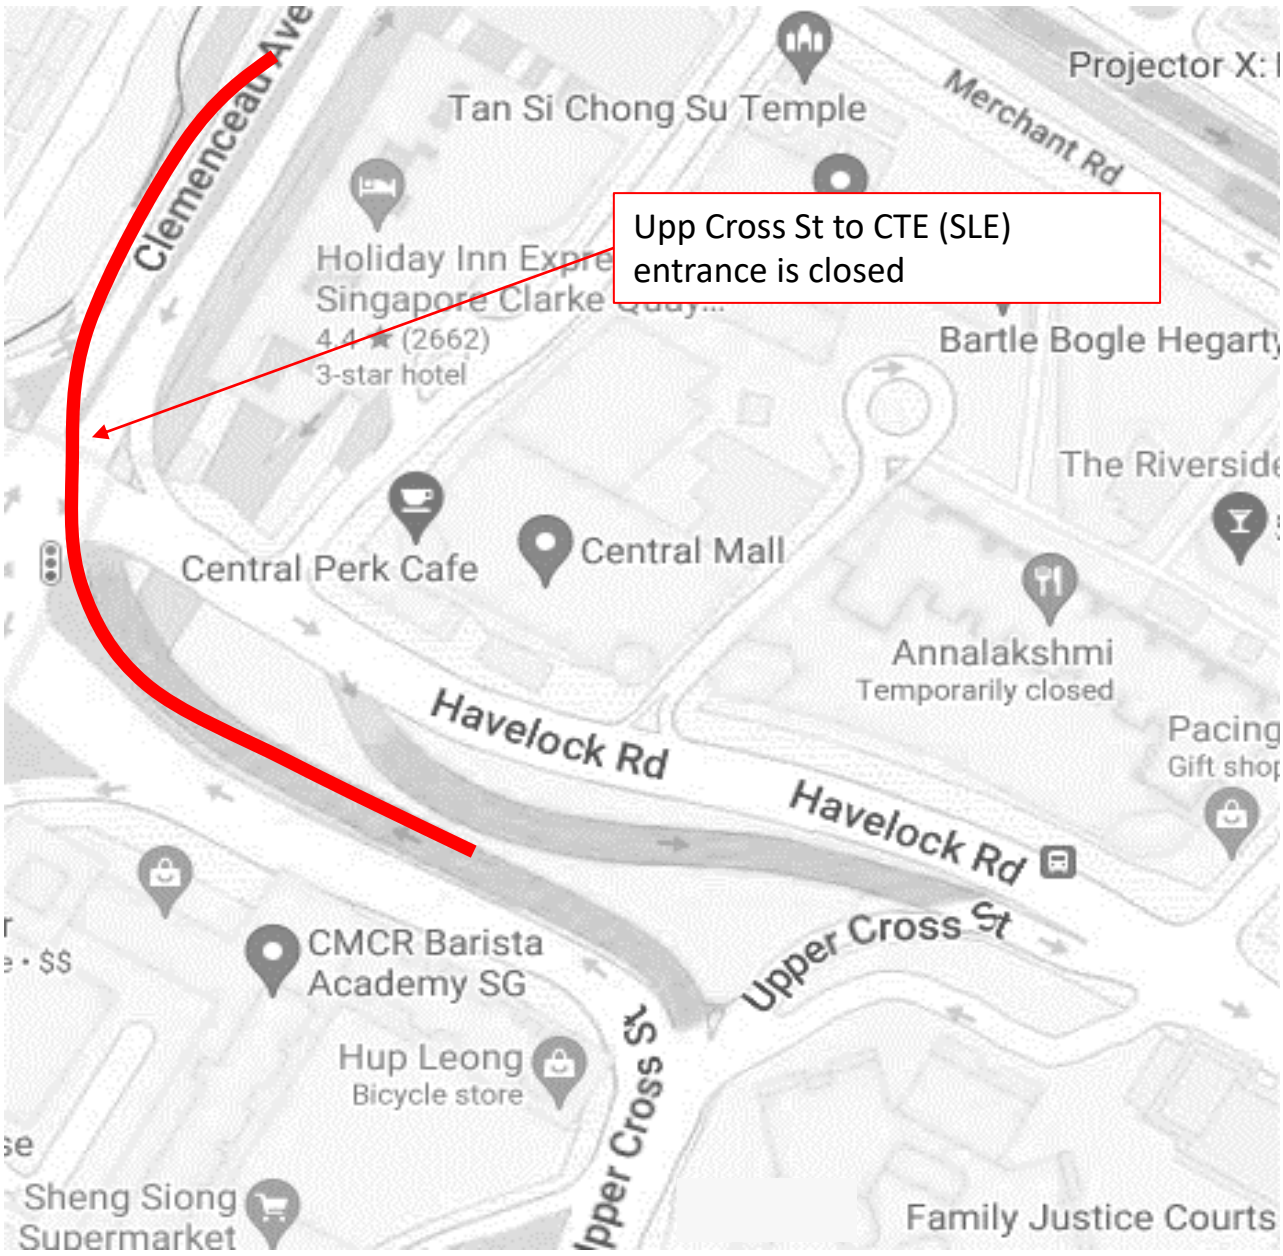 Clemenceau Ave
Tan Si Chong Su Temple
Projector X:
Merchant Rd
Upp Cross St to CTE (SLE)
entrance is closed
Holiday Inn Expre
Singapore Clarke Quay...
4.4 ★ (2662)
3-star hotel
Bartle Bogle Hegarty
The Riverside
Central Perk Cafe
Central Mall
Annalakshmi
Temporarily closed
Havelock Rd
Pacing
Gift shop
Havelock Rd
Upper Cross St
· $$
CMCR Barista
Academy SG
Hup Leong
Bicycle store
Upper Cross St
se
Sheng Siong
Supermarket
Family Justice Courts